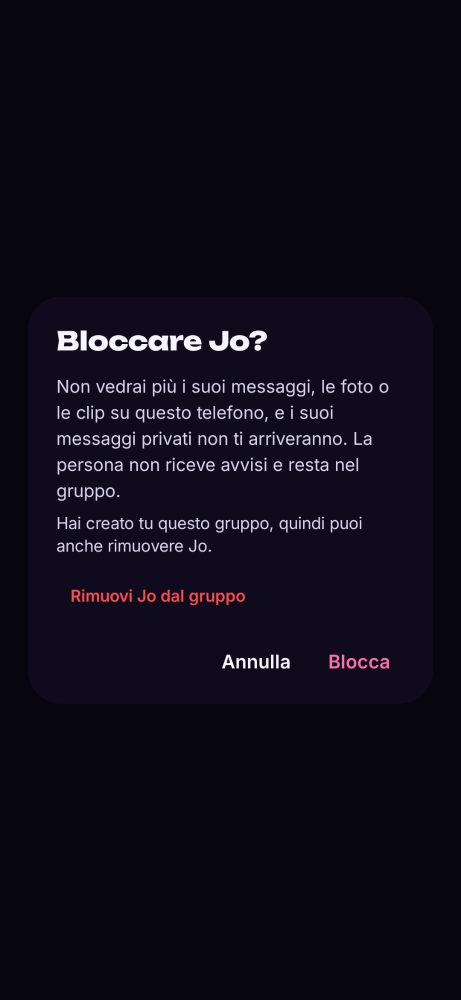 Bloccare Jo?
Non vedrai più i suoi messaggi, le foto o
le clip su questo telefono, e i suoi
messaggi privati non ti arriveranno. La
persona non riceve avvisi e resta nel
gruppo.
Hai creato tu questo gruppo, quindi puoi
anche rimuovere Jo.
Rimuovi Jo dal gruppo
Annulla Blocca